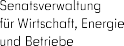 Senatsverwaltung
für Wirtschaft, Energie
und Betriebe